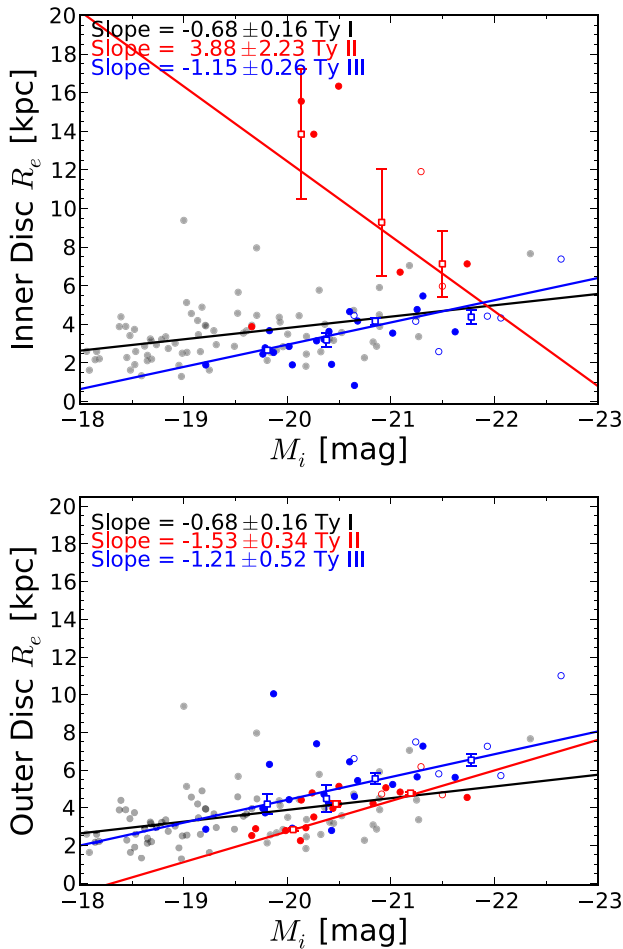 Slope = -0.68±0.16 Ty I
Slope = 3.88±2.23 Ty II
Slope = -1.15±0.26 Ty III
Inner Disc R_e [kpc]
20
18
16
14
12
10
8
6
4
2
0
−18 −19 −20 −21 −22 −23
M_i [mag]
Slope = -0.68±0.16 Ty I
Slope = -1.53±0.34 Ty II
Slope = -1.21±0.52 Ty III
Outer Disc R_e [kpc]
20
18
16
14
12
10
8
6
4
2
0
−18 −19 −20 −21 −22 −23
M_i [mag]